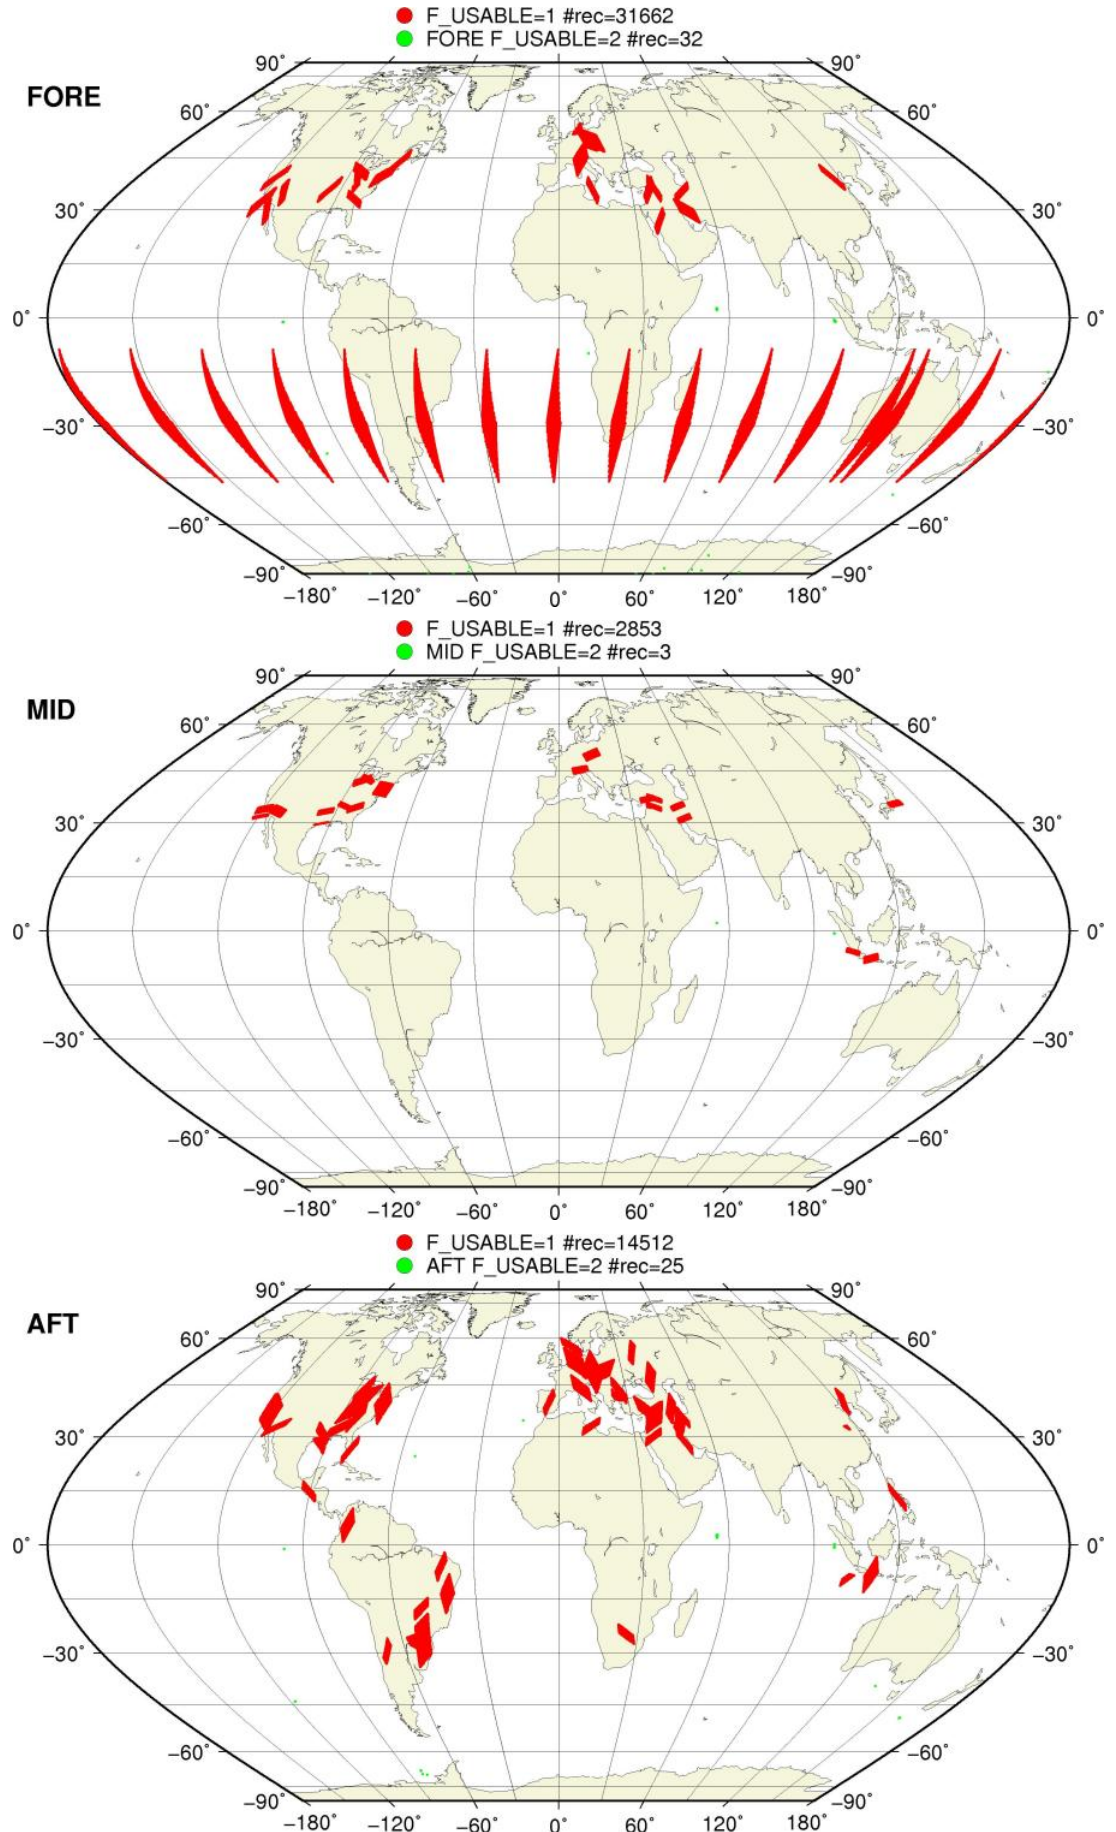 F_USABLE=1 #rec=31662
FORE F_USABLE=2 #rec=32
90° 90°
FORE
60° 60°
30° 30°
0° 0°
−30° −30°
−60° −60°
−90° −90°
−180° −120° −60° 0° 60° 120° 180°
F_USABLE=1 #rec=2853
MID F_USABLE=2 #rec=3
90° 90°
MID
60° 60°
30° 30°
0° 0°
−30° −30°
−60° −60°
−90° −90°
−180° −120° −60° 0° 60° 120° 180°
F_USABLE=1 #rec=14512
AFT F_USABLE=2 #rec=25
90° 90°
AFT
60° 60°
30° 30°
0° 0°
−30° −30°
−60° −60°
−90° −90°
−180° −120° −60° 0° 60° 120° 180°